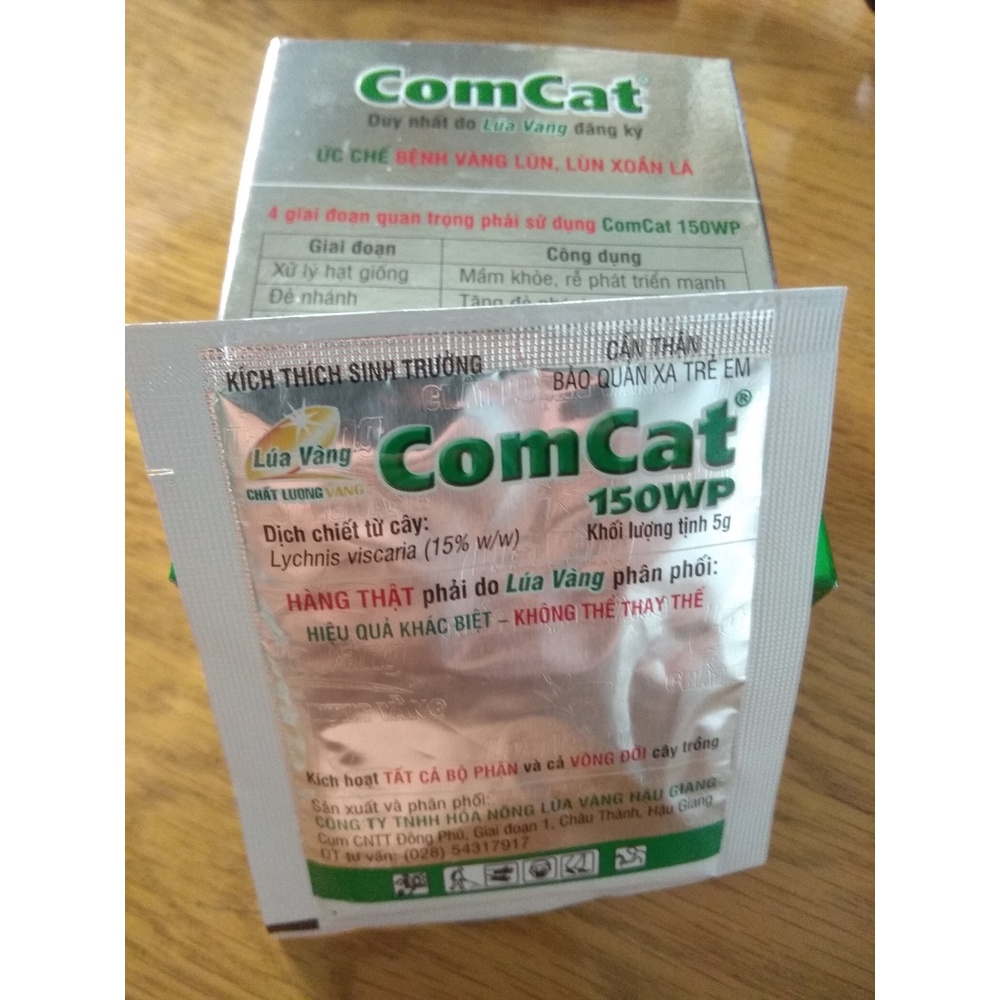 ComCat®
Duy nhất do Lúa Vàng đăng ký
ỨC CHẾ BỆNH VÀNG LÙN, LÙN XOẮN LÁ
4 giai đoạn quan trọng phải sử dụng ComCat 150WP
Giai đoạn Công dụng
Xử lý hạt giống Mầm khỏe, rễ phát triển mạnh
Đẻ nhánh Tăng đẻ
KÍCH THÍCH SINH TRƯỞNG
CẨN THẬN
BẢO QUẢN XA TRẺ EM
Lúa Vàng
CHẤT LƯỢNG VÀNG
ComCat®
150WP
Khối lượng tịnh 5g
Dịch chiết từ cây:
Lychnis viscaria (15% w/w)
HÀNG THẬT phải do Lúa Vàng phân phối:
HIỆU QUẢ KHÁC BIỆT – KHÔNG THỂ THAY THẾ
Kích hoạt TẤT CẢ BỘ PHẬN và cả VÒNG ĐỜI cây trồng
Sản xuất và phân phối:
CÔNG TY TNHH HÓA NÔNG LÚA VÀNG HẬU GIANG
Cụm CNTT Đông Phú, Giai đoạn 1, Châu Thành, Hậu Giang
ĐT tư vấn: (028) 54317917